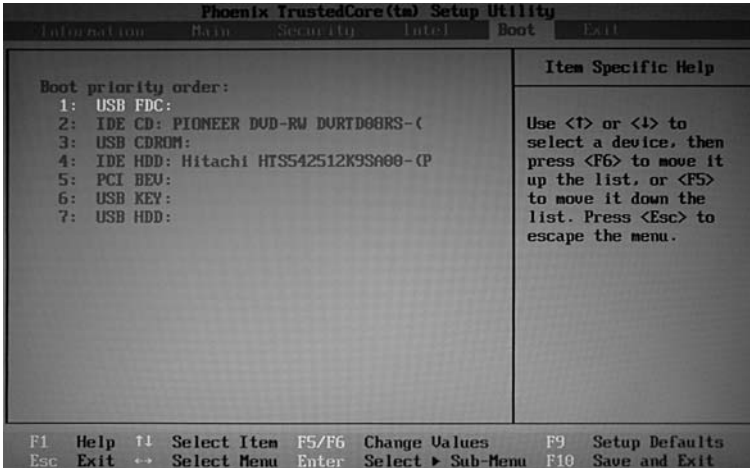 Phoenix TrustedCore(tm) Setup Utility
Information Main Security Intel Boot Exit
Item Specific Help
Boot priority order:
1: USB FDC:
2: IDE CD: PIONEER DVD-RW DVRTD08RS-(
3: USB CDROM:
4: IDE HDD: Hitachi HTS542512K9SA00-(P
5: PCI BEV:
6: USB KEY:
7: USB HDD:
Use <↑> or <↓> to
select a device, then
press <F6> to move it
up the list, or <F5>
to move it down the
list. Press <Esc> to
escape the menu.
F1 Help ↑↓ Select Item F5/F6 Change Values F9 Setup Defaults
Esc Exit ↔ Select Menu Enter Select ▶ Sub-Menu F10 Save and Exit